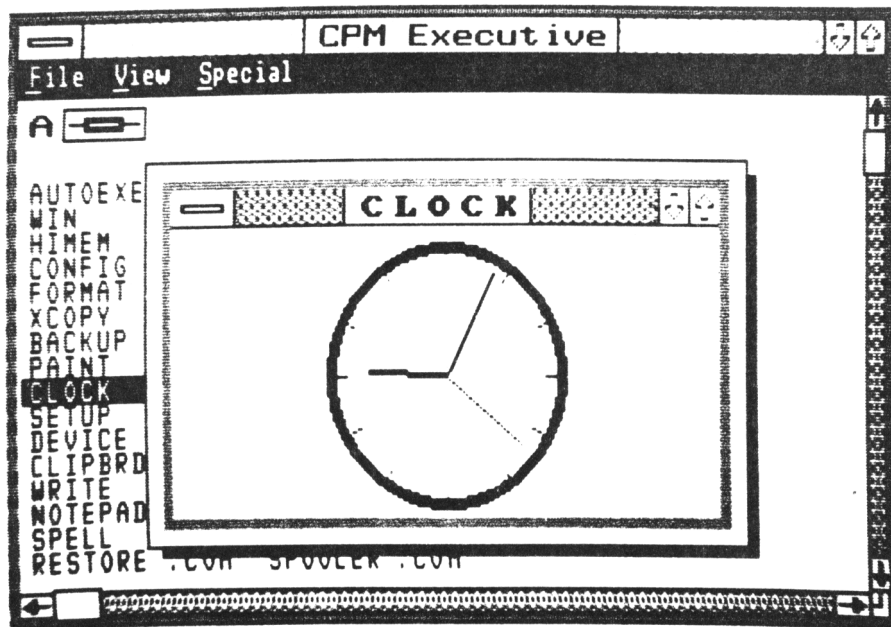 CPM Executive
File View Special
A
CLOCK
AUTOEXE
WIN
HIMEM
CONFIG
FORMAT
XCOPY
BACKUP
PAINT
CLOCK
SETUP
DEVICE
CLIPBRD
WRITE
NOTEPAD
SPELL
RESTORE .COM SPOOLER .COM